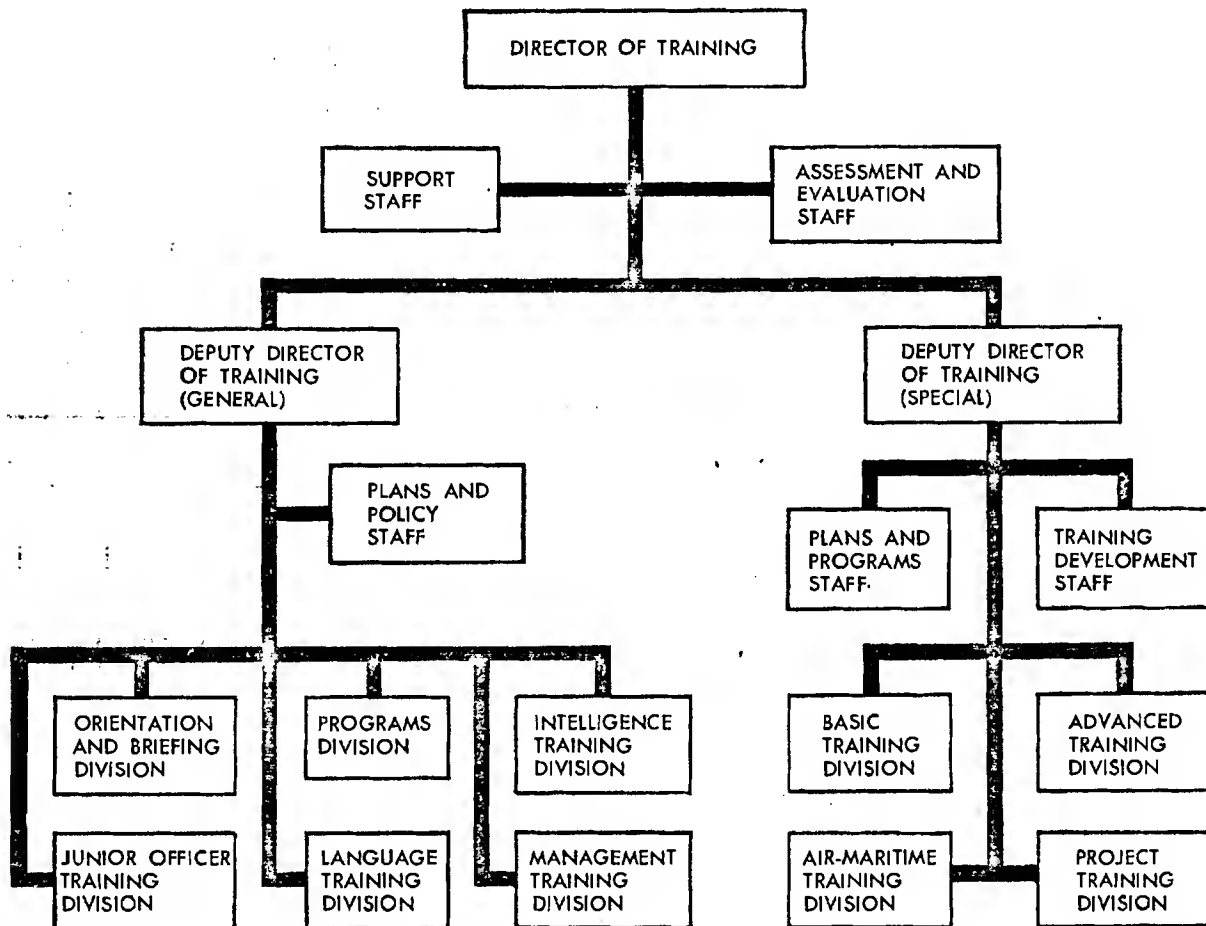 DIRECTOR OF TRAINING
SUPPORT
STAFF
ASSESSMENT AND
EVALUATION
STAFF
DEPUTY DIRECTOR
OF TRAINING
(GENERAL)
DEPUTY DIRECTOR
OF TRAINING
(SPECIAL)
PLANS AND
POLICY
STAFF
PLANS AND
PROGRAMS
STAFF
TRAINING
DEVELOPMENT
STAFF
ORIENTATION
AND BRIEFING
DIVISION
PROGRAMS
DIVISION
INTELLIGENCE
TRAINING
DIVISION
BASIC
TRAINING
DIVISION
ADVANCED
TRAINING
DIVISION
JUNIOR OFFICER
TRAINING
DIVISION
LANGUAGE
TRAINING
DIVISION
MANAGEMENT
TRAINING
DIVISION
AIR-MARITIME
TRAINING
DIVISION
PROJECT
TRAINING
DIVISION